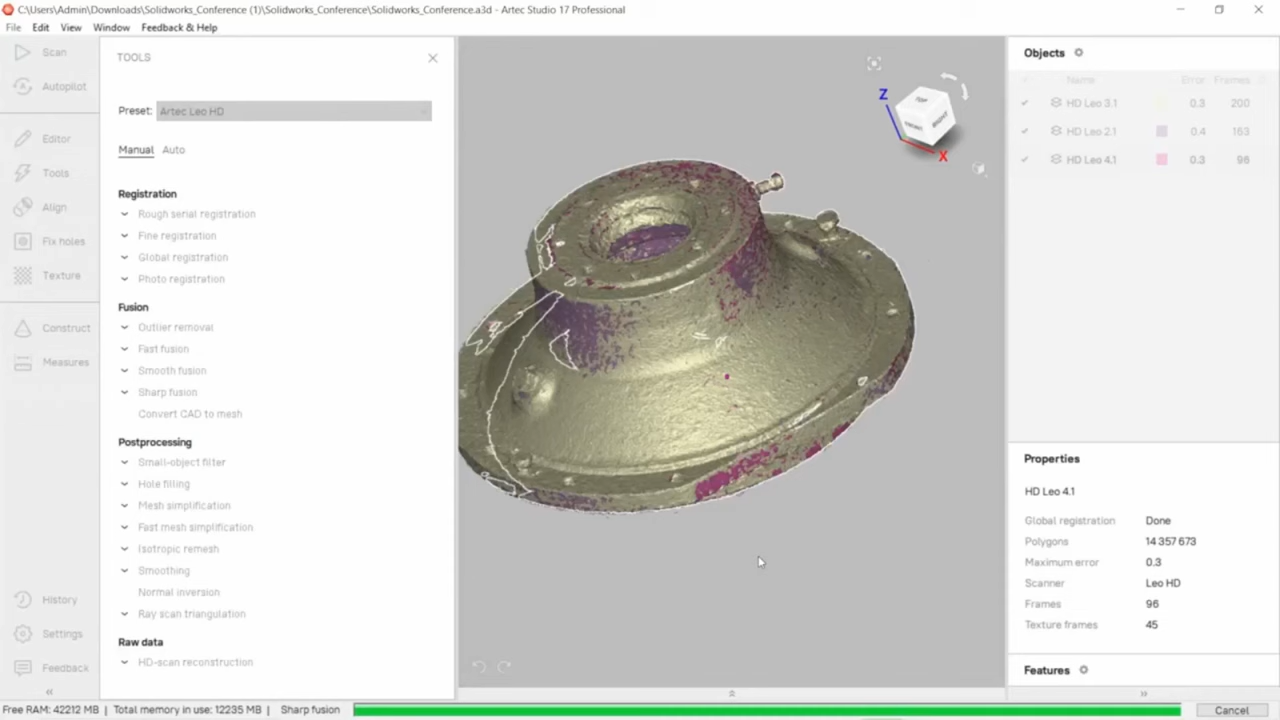 C:\Users\Admin\Downloads\Solidworks_Conference (1)\Solidworks_Conference\Solidworks_Conference.a3d - Artec Studio 17 Professional
File Edit View Window Feedback & Help
Scan
Autopilot
Editor
Tools
Align
Fix holes
Texture
Construct
Measures
History
Settings
Feedback
TOOLS
Preset: Artec Leo HD
Manual Auto
Registration
Rough serial registration
Fine registration
Global registration
Photo registration
Fusion
Outlier removal
Fast fusion
Smooth fusion
Sharp fusion
Convert CAD to mesh
Postprocessing
Small-object filter
Hole filling
Mesh simplification
Fast mesh simplification
Isotropic remesh
Smoothing
Normal inversion
Ray scan triangulation
Raw data
HD-scan reconstruction
Z
TOP
RIGHT
X
Objects
Name Error Frames
HD Leo 3.1 0.3 200
HD Leo 2.1 0.4 163
HD Leo 4.1 0.3 96
Properties
HD Leo 4.1
Global registration Done
Polygons 14 357 673
Maximum error 0.3
Scanner Leo HD
Frames 96
Texture frames 45
Features
Free RAM: 42212 MB | Total memory in use: 12235 MB | Sharp fusion
Cancel